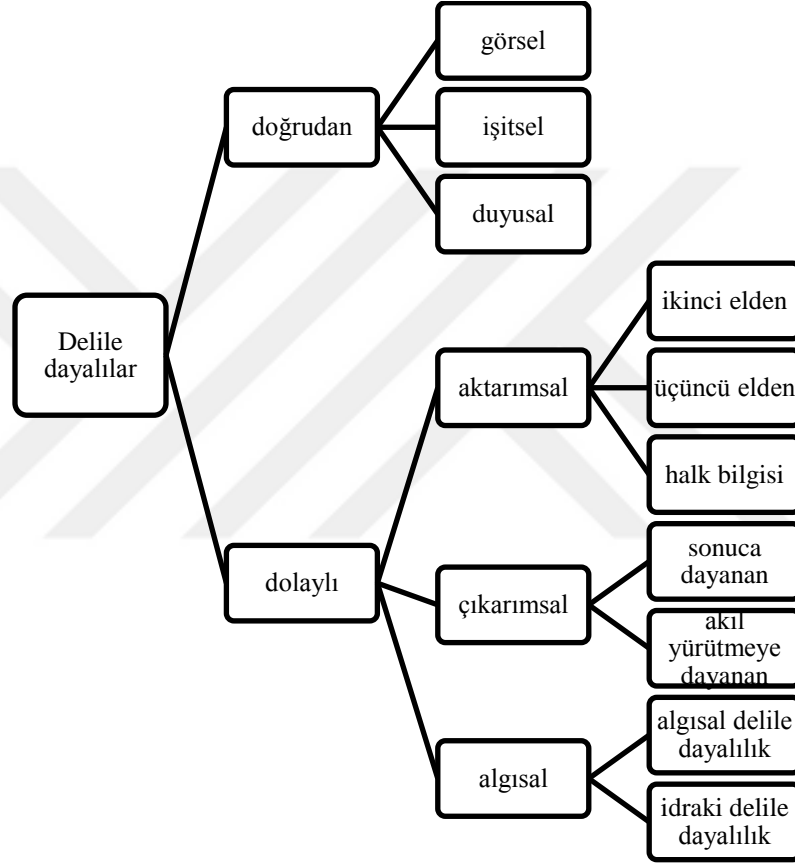 görsel
doğrudan
işitsel
duyusal
Delile
dayalılar
ikinci elden
aktarımsal
üçüncü elden
halk bilgisi
dolaylı
sonuca
dayanan
çıkarımsal
akıl
yürütmeye
dayanan
algısal delile
dayalılık
algısal
idraki delile
dayalılık